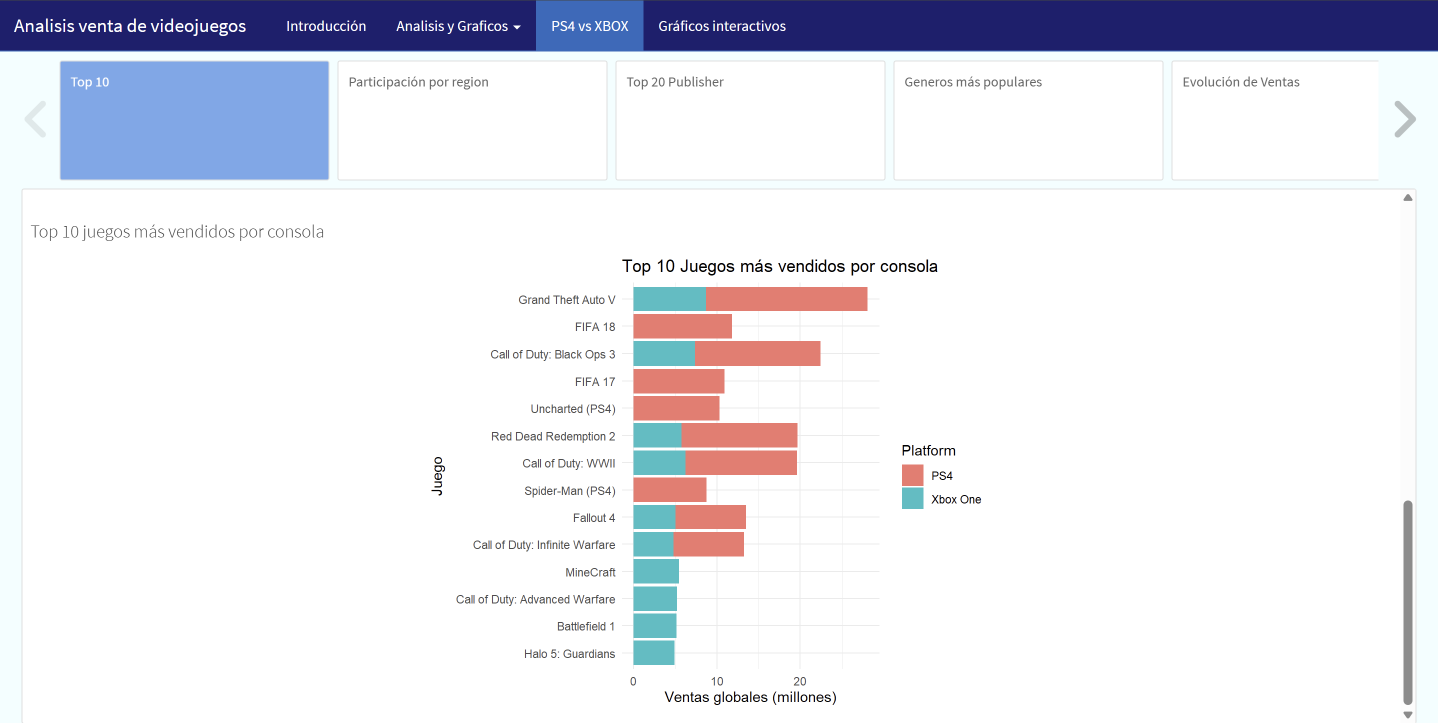 Analisis venta de videojuegos
Introducción
Analisis y Graficos
PS4 vs XBOX
Gráficos interactivos
Top 10
Participación por region
Top 20 Publisher
Generos más populares
Evolución de Ventas
Top 10 juegos más vendidos por consola
Top 10 Juegos más vendidos por consola
Grand Theft Auto V
FIFA 18
Call of Duty: Black Ops 3
FIFA 17
Uncharted (PS4)
Red Dead Redemption 2
Call of Duty: WWII
Spider-Man (PS4)
Fallout 4
Call of Duty: Infinite Warfare
MineCraft
Call of Duty: Advanced Warfare
Battlefield 1
Halo 5: Guardians
Juego
0 10 20
Ventas globales (millones)
Platform
PS4
Xbox One